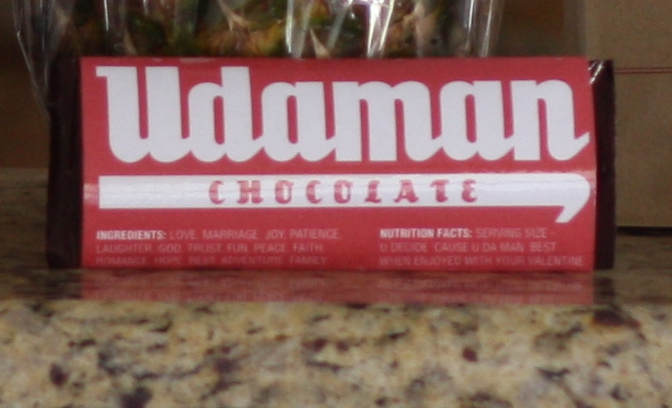 Udaman
CHOCOLATE
INGREDIENTS: LOVE, MARRIAGE, JOY, PATIENCE,
LAUGHTER, GOD, TRUST, FUN, PEACE, FAITH,
ROMANCE, HOPE, REST, ADVENTURE, FAMILY
NUTRITION FACTS: SERVING SIZE -
U DECIDE 'CAUSE U DA MAN. BEST
WHEN ENJOYED WITH YOUR VALENTINE